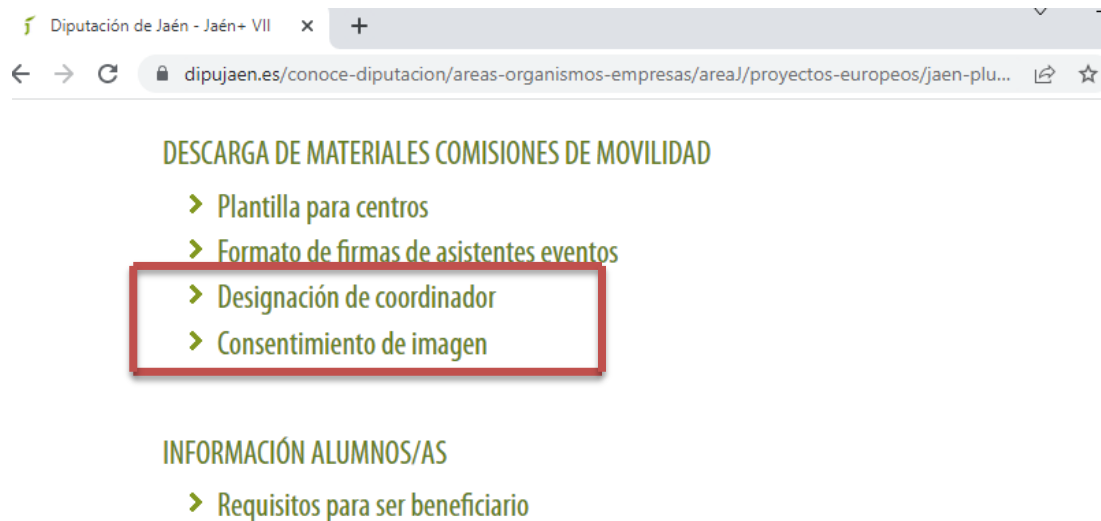 Diputación de Jaén - Jaén+ VII
dipujaen.es/conoce-diputacion/areas-organismos-empresas/areaJ/proyectos-europeos/jaen-plu...
DESCARGA DE MATERIALES COMISIONES DE MOVILIDAD
Plantilla para centros
Formato de firmas de asistentes eventos
Designación de coordinador
Consentimiento de imagen
INFORMACIÓN ALUMNOS/AS
Requisitos para ser beneficiario